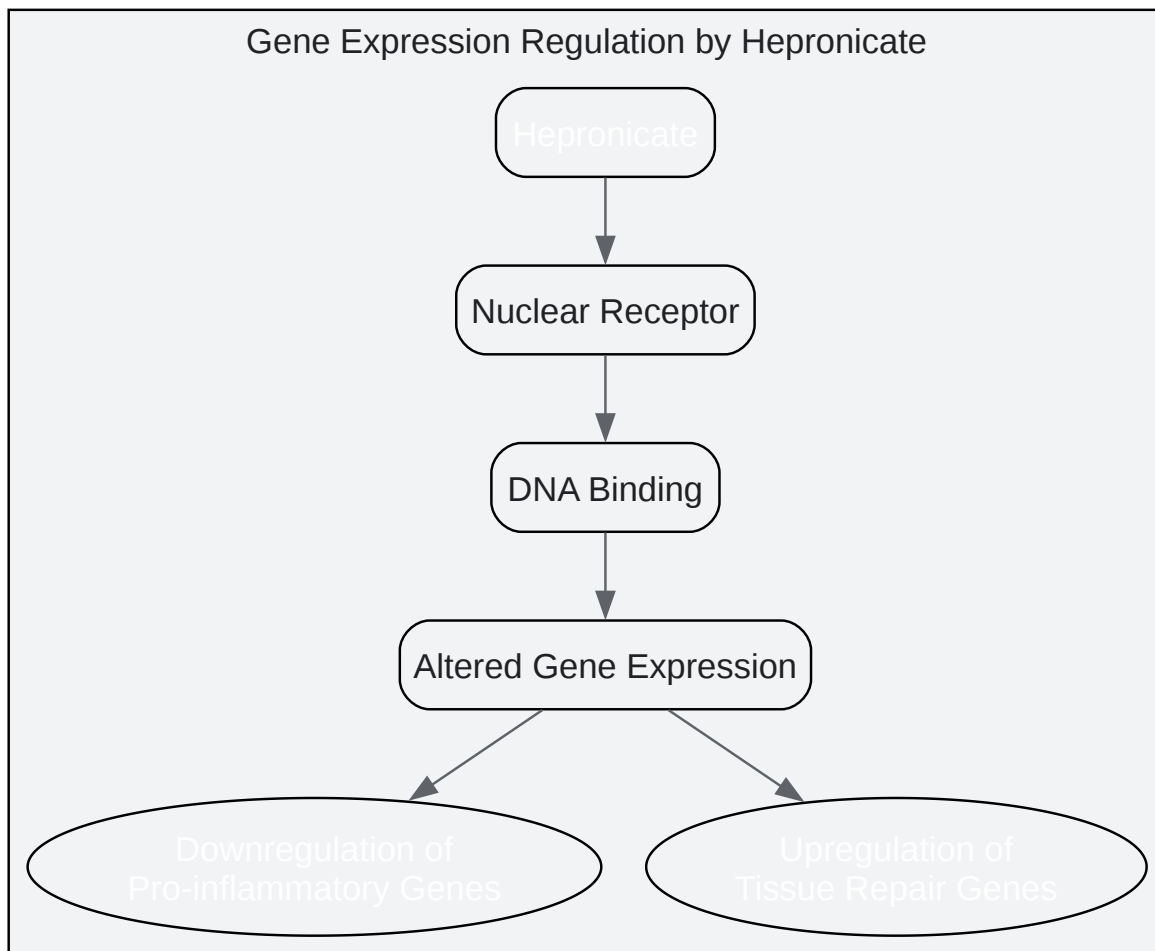 Gene Expression Regulation by Hepronicate
Hepronicate
Nuclear Receptor
DNA Binding
Altered Gene Expression
Downregulation of
Pro-inflammatory Genes
Upregulation of
Tissue Repair Genes